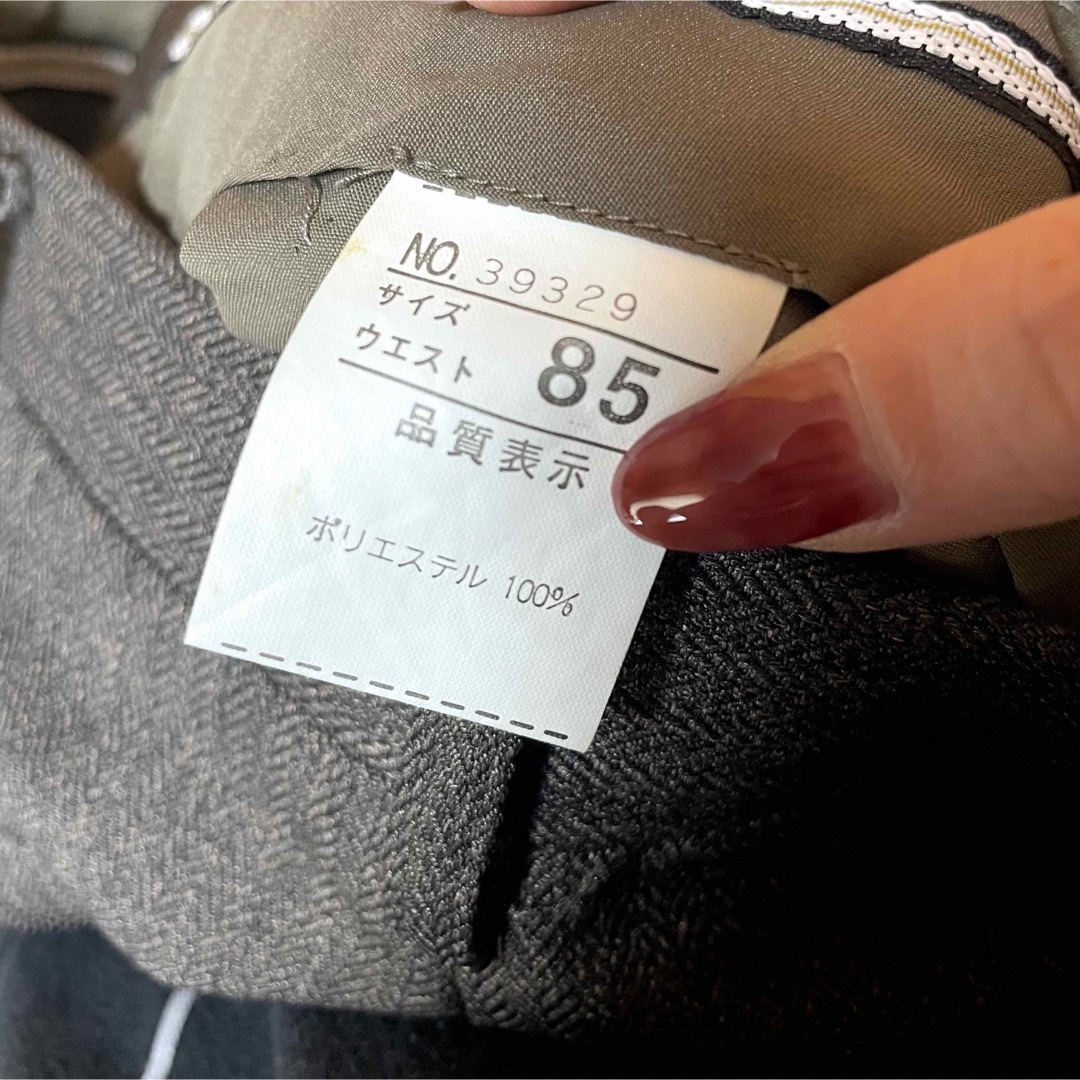 NO. 39329
サイズ
ウエスト 85
品質表示
ポリエステル 100%